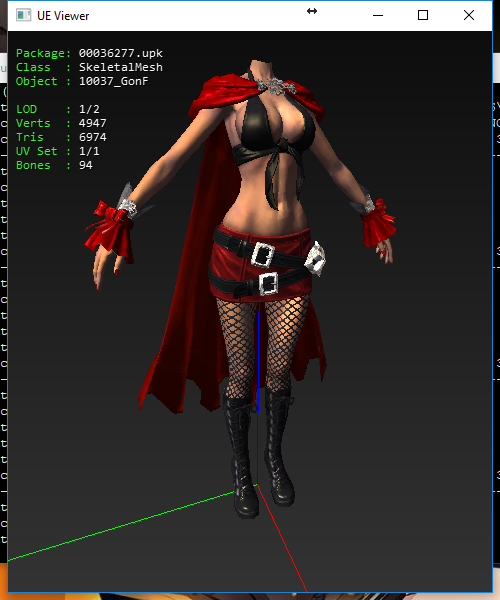 UE Viewer
Package: 00036277.upk
Class : SkeletalMesh
Object : 10037_GonF
LOD : 1/2
Verts : 4947
Tris : 6974
UV Set : 1/1
Bones : 94